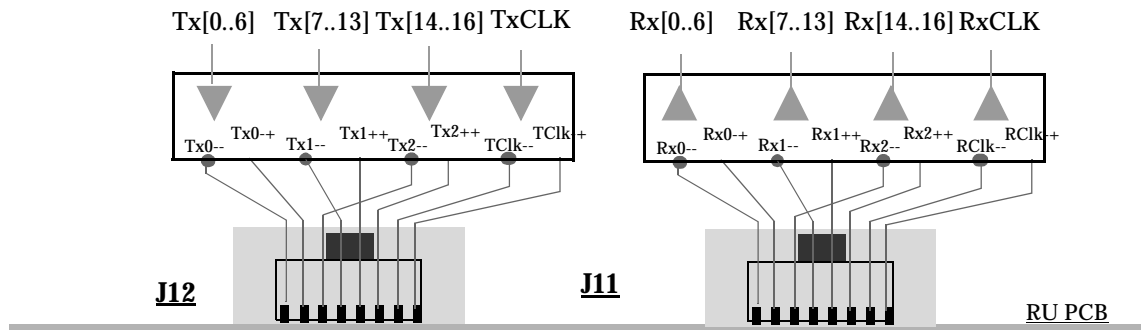 Tx[0..6] Tx[7..13] Tx[14..16] TxCLK
Rx[0..6] Rx[7..13] Rx[14..16] RxCLK
Tx0-- Tx0-+ Tx1-- Tx1++ Tx2-- Tx2++ TClk-- TClk-+
Rx0-- Rx0-+ Rx1-- Rx1++ Rx2-- Rx2++ RClk-- RClk-+
J12
J11
RU PCB